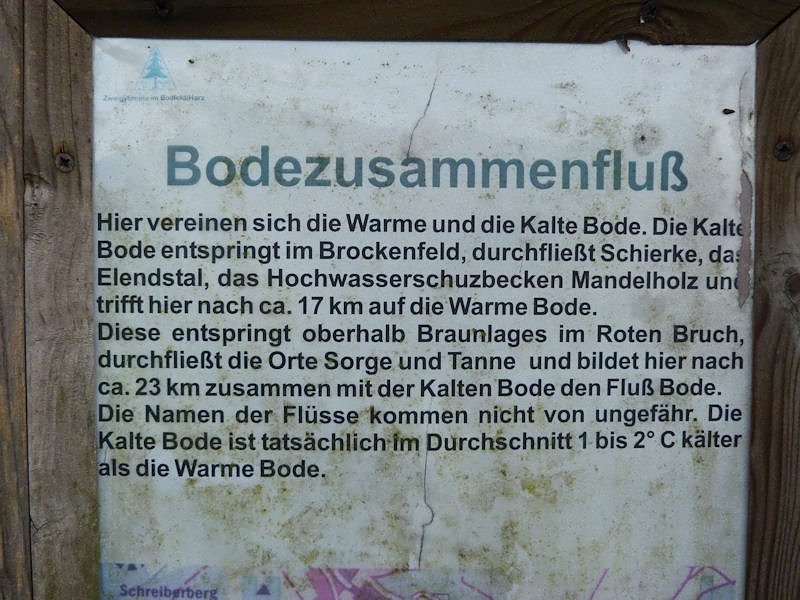 Zweigverein im Bodfeld/Harz
Bodezusammenfluß
Hier vereinen sich die Warme und die Kalte Bode. Die Kalte
Bode entspringt im Brockenfeld, durchfließt Schierke, das
Elendstal, das Hochwasserschuzbecken Mandelholz und
trifft hier nach ca. 17 km auf die Warme Bode.
Diese entspringt oberhalb Braunlages im Roten Bruch,
durchfließt die Orte Sorge und Tanne und bildet hier nach
ca. 23 km zusammen mit der Kalten Bode den Fluß Bode.
Die Namen der Flüsse kommen nicht von ungefähr. Die
Kalte Bode ist tatsächlich im Durchschnitt 1 bis 2° C kälter
als die Warme Bode.
Schreiberberg